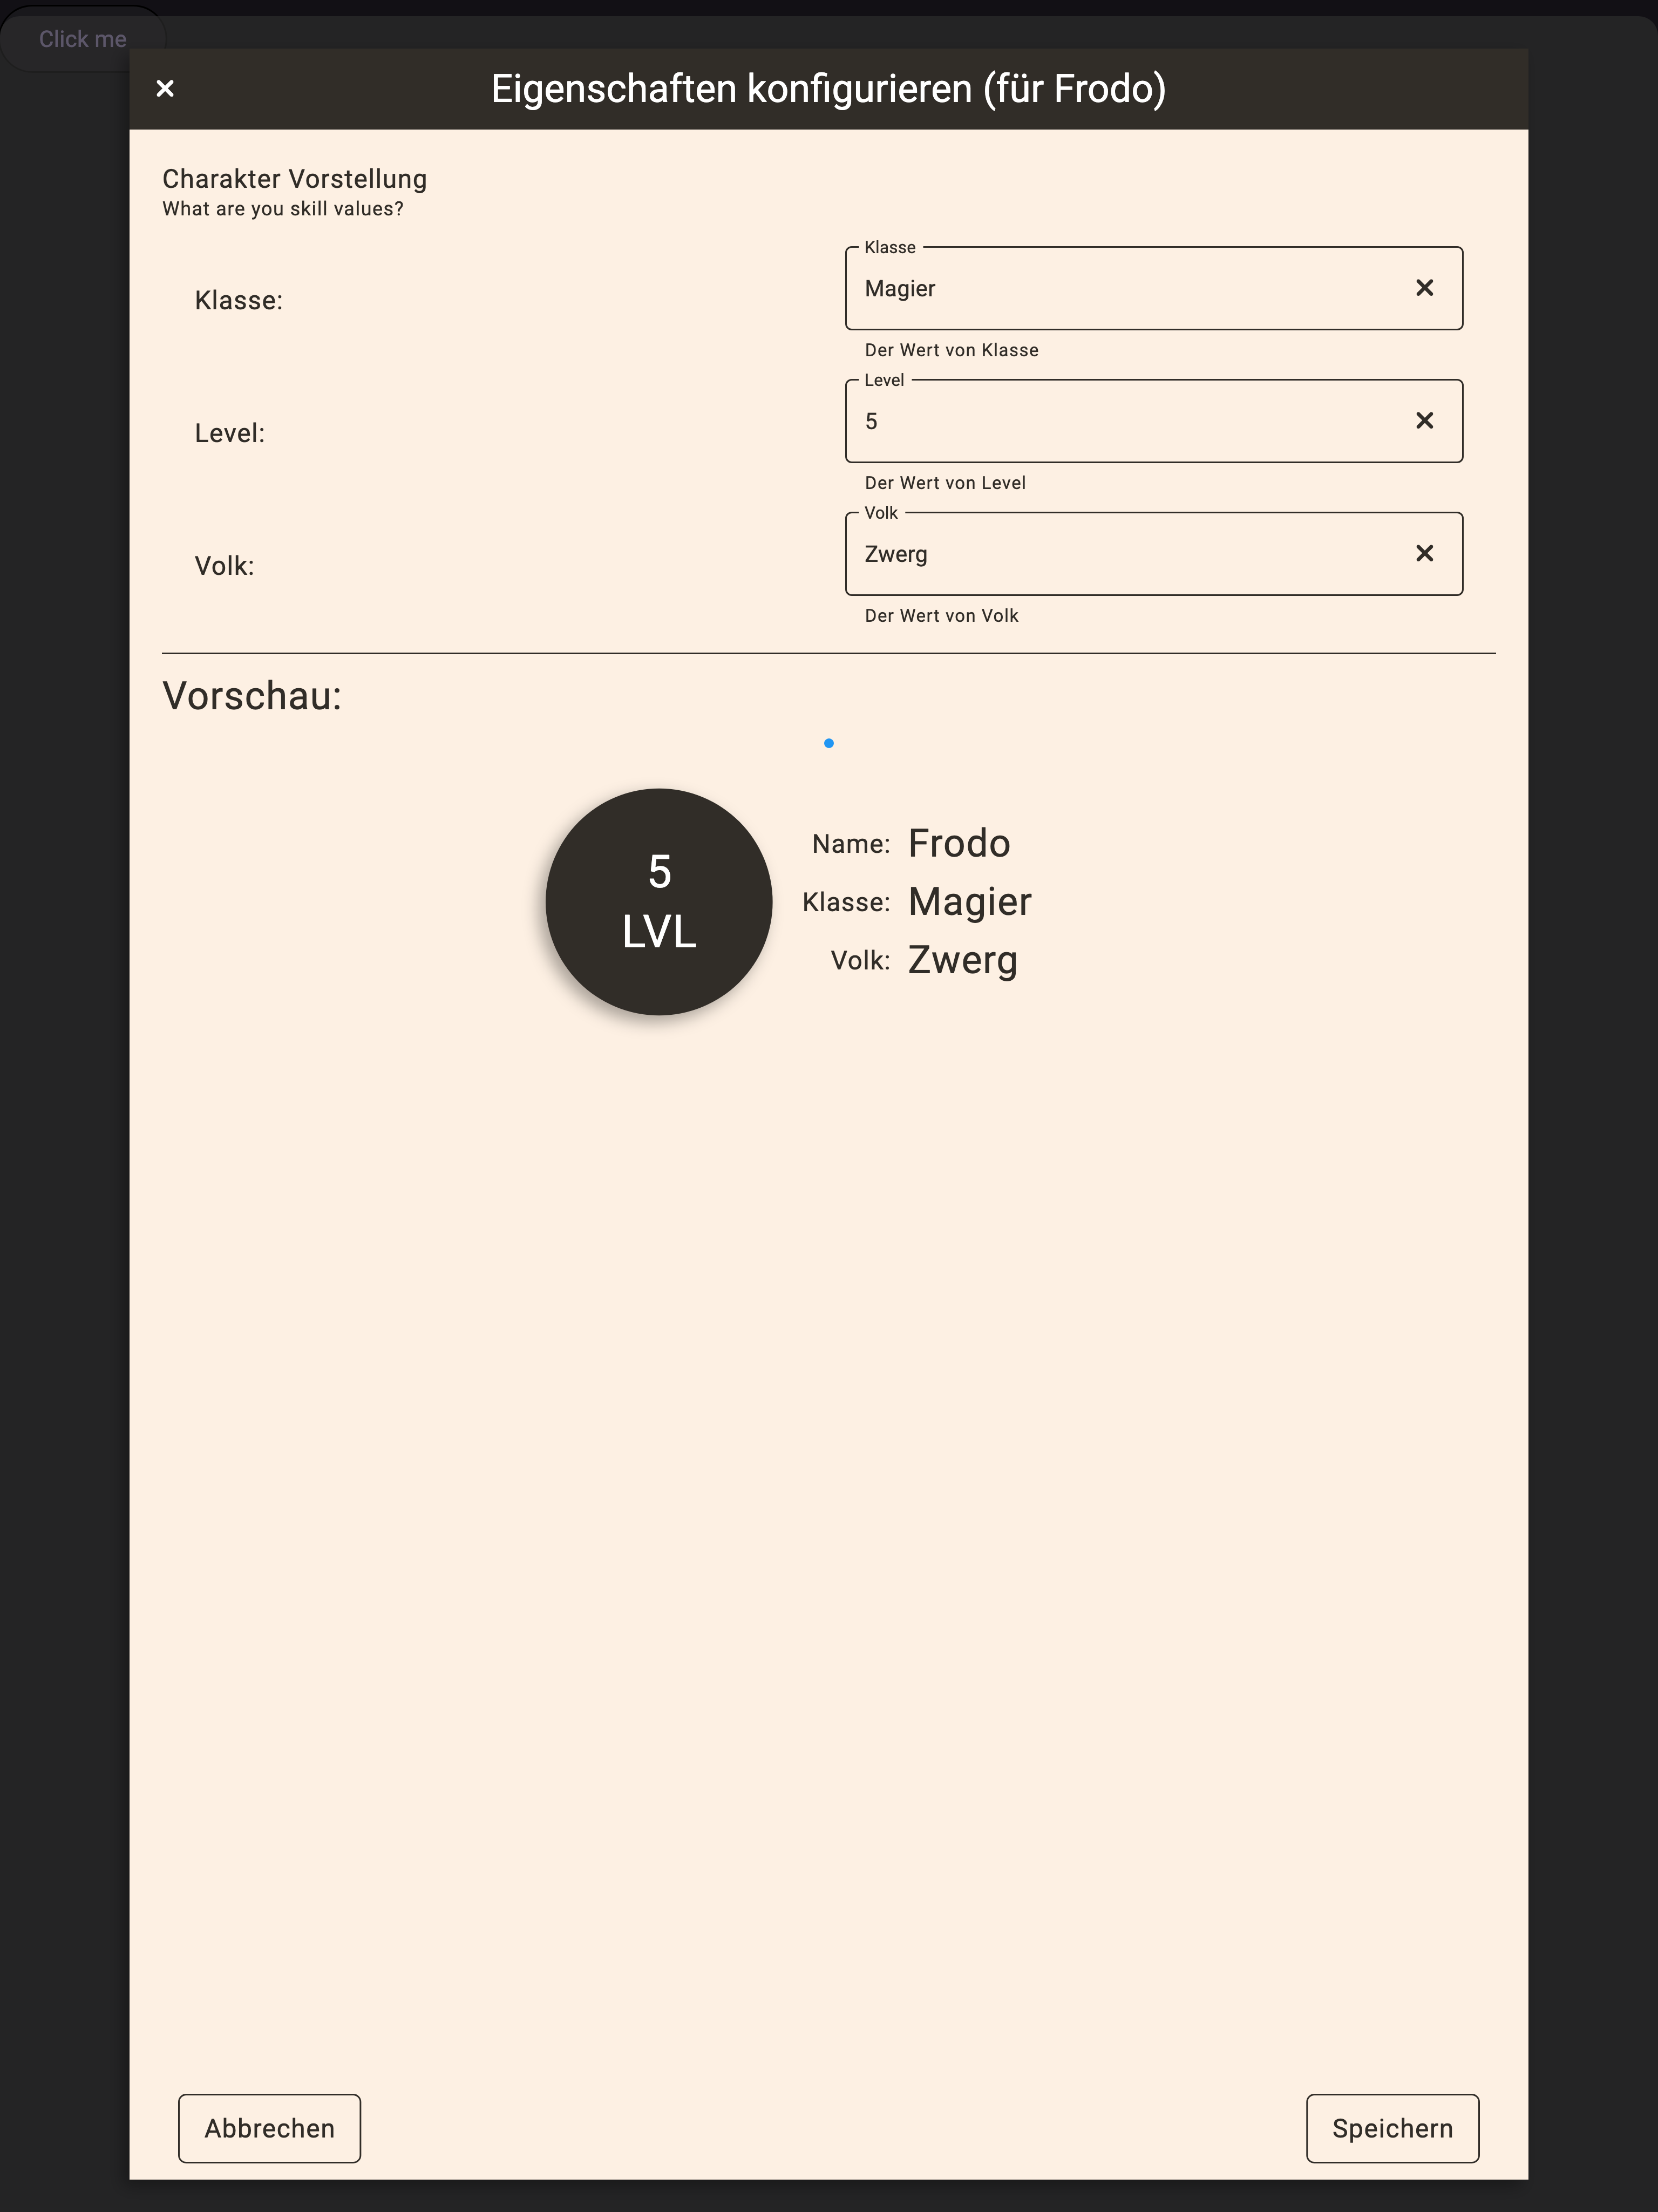 Click me
Eigenschaften konfigurieren (für Frodo)
Charakter Vorstellung
What are you skill values?
Klasse:
Klasse
Magier
Der Wert von Klasse
Level:
Level
5
Der Wert von Level
Volk:
Volk
Zwerg
Der Wert von Volk
Vorschau:
5
LVL
Name: Frodo
Klasse: Magier
Volk: Zwerg
Abbrechen
Speichern